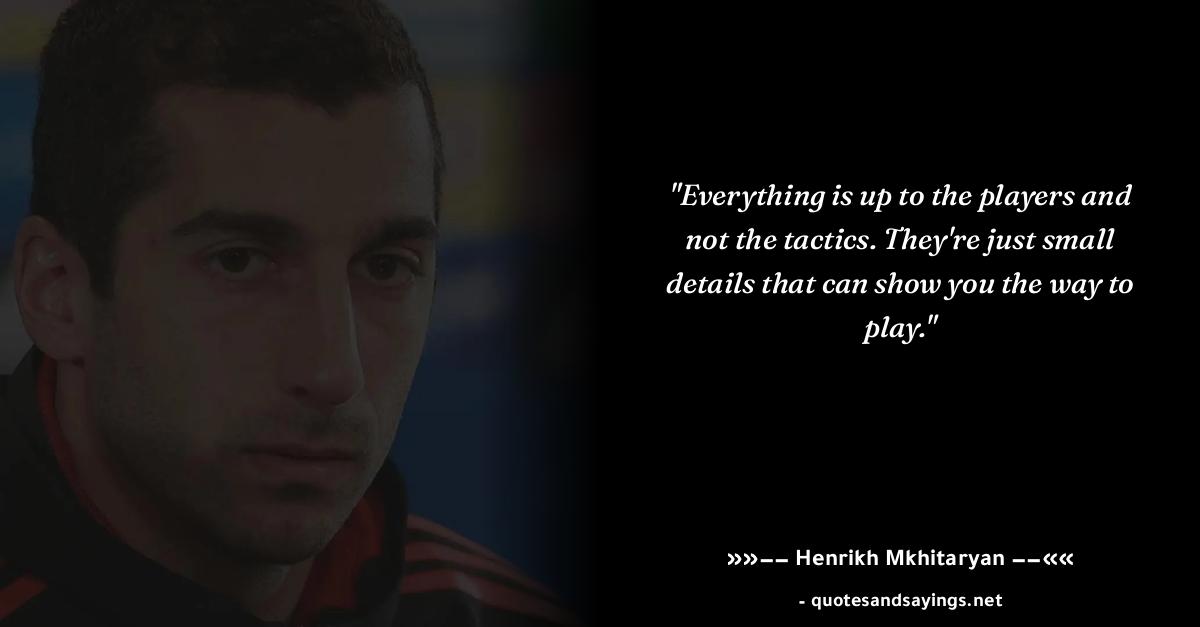 "Everything is up to the players and
not the tactics. They're just small
details that can show you the way to
play."
»»–– Henrikh Mkhitaryan ––««
- quotesandsayings.net